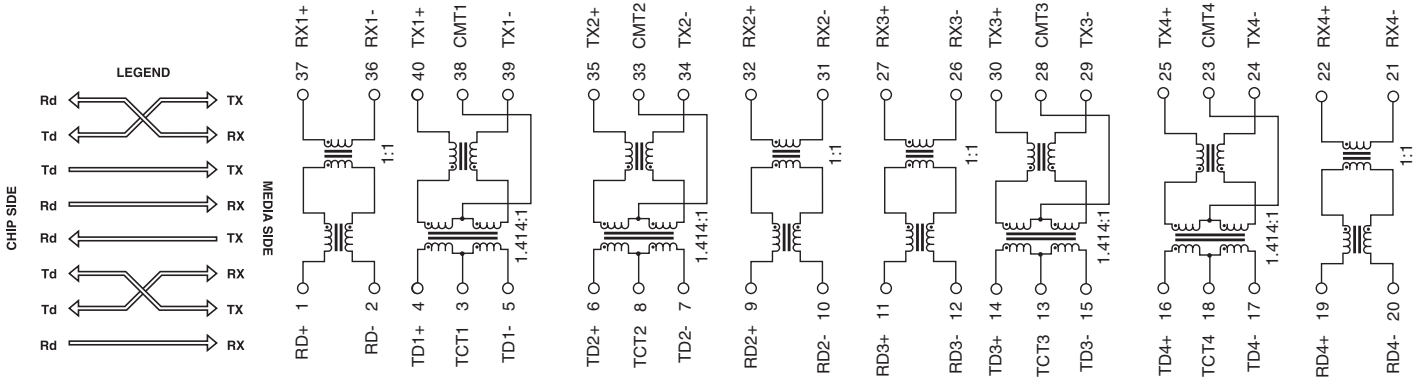 LEGEND
CHIP SIDE
MEDIA SIDE
Rd TX
Td RX
Td TX
Rd RX
Rd TX
Td RX
Td TX
Rd RX
RX1+ RX1- TX1+ CMT1 TX1- TX2+ CMT2 TX2- RX2+ RX2- RX3+ RX3- TX3+ CMT3 TX3- TX4+ CMT4 TX4- RX4+ RX4-
37 36 40 38 39 35 33 34 32 31 27 26 30 28 29 25 23 24 22 21
1:1 1:1 1:1 1:1
1.414:1 1.414:1 1.414:1 1.414:1
1 2 4 3 5 6 8 7 9 10 11 12 14 13 15 16 18 17 19 20
RD+ RD- TD1+ TCT1 TD1- TD2+ TCT2 TD2- RD2+ RD2- RD3+ RD3- TD3+ TCT3 TD3- TD4+ TCT4 TD4- RD4+ RD4-